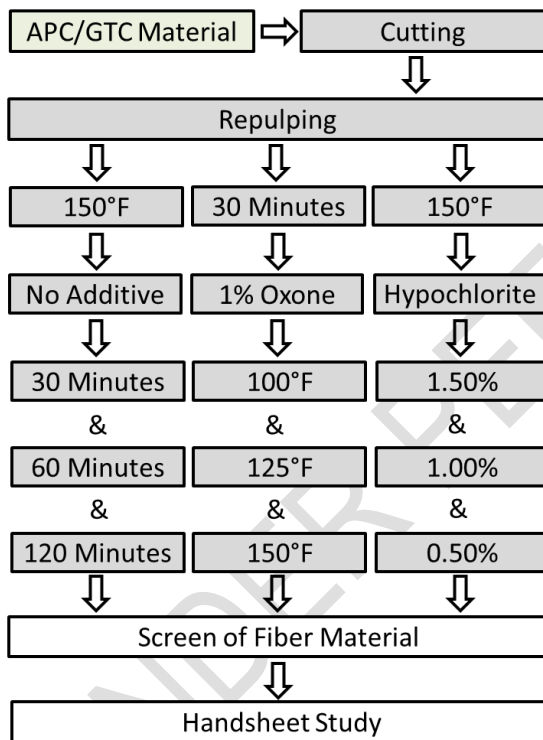 APC/GTC Material Cutting
Repulping
150°F 30 Minutes 150°F
No Additive 1% Oxone Hypochlorite
30 Minutes 100°F 1.50%
& & &
60 Minutes 125°F 1.00%
& & &
120 Minutes 150°F 0.50%
Screen of Fiber Material
Handsheet Study